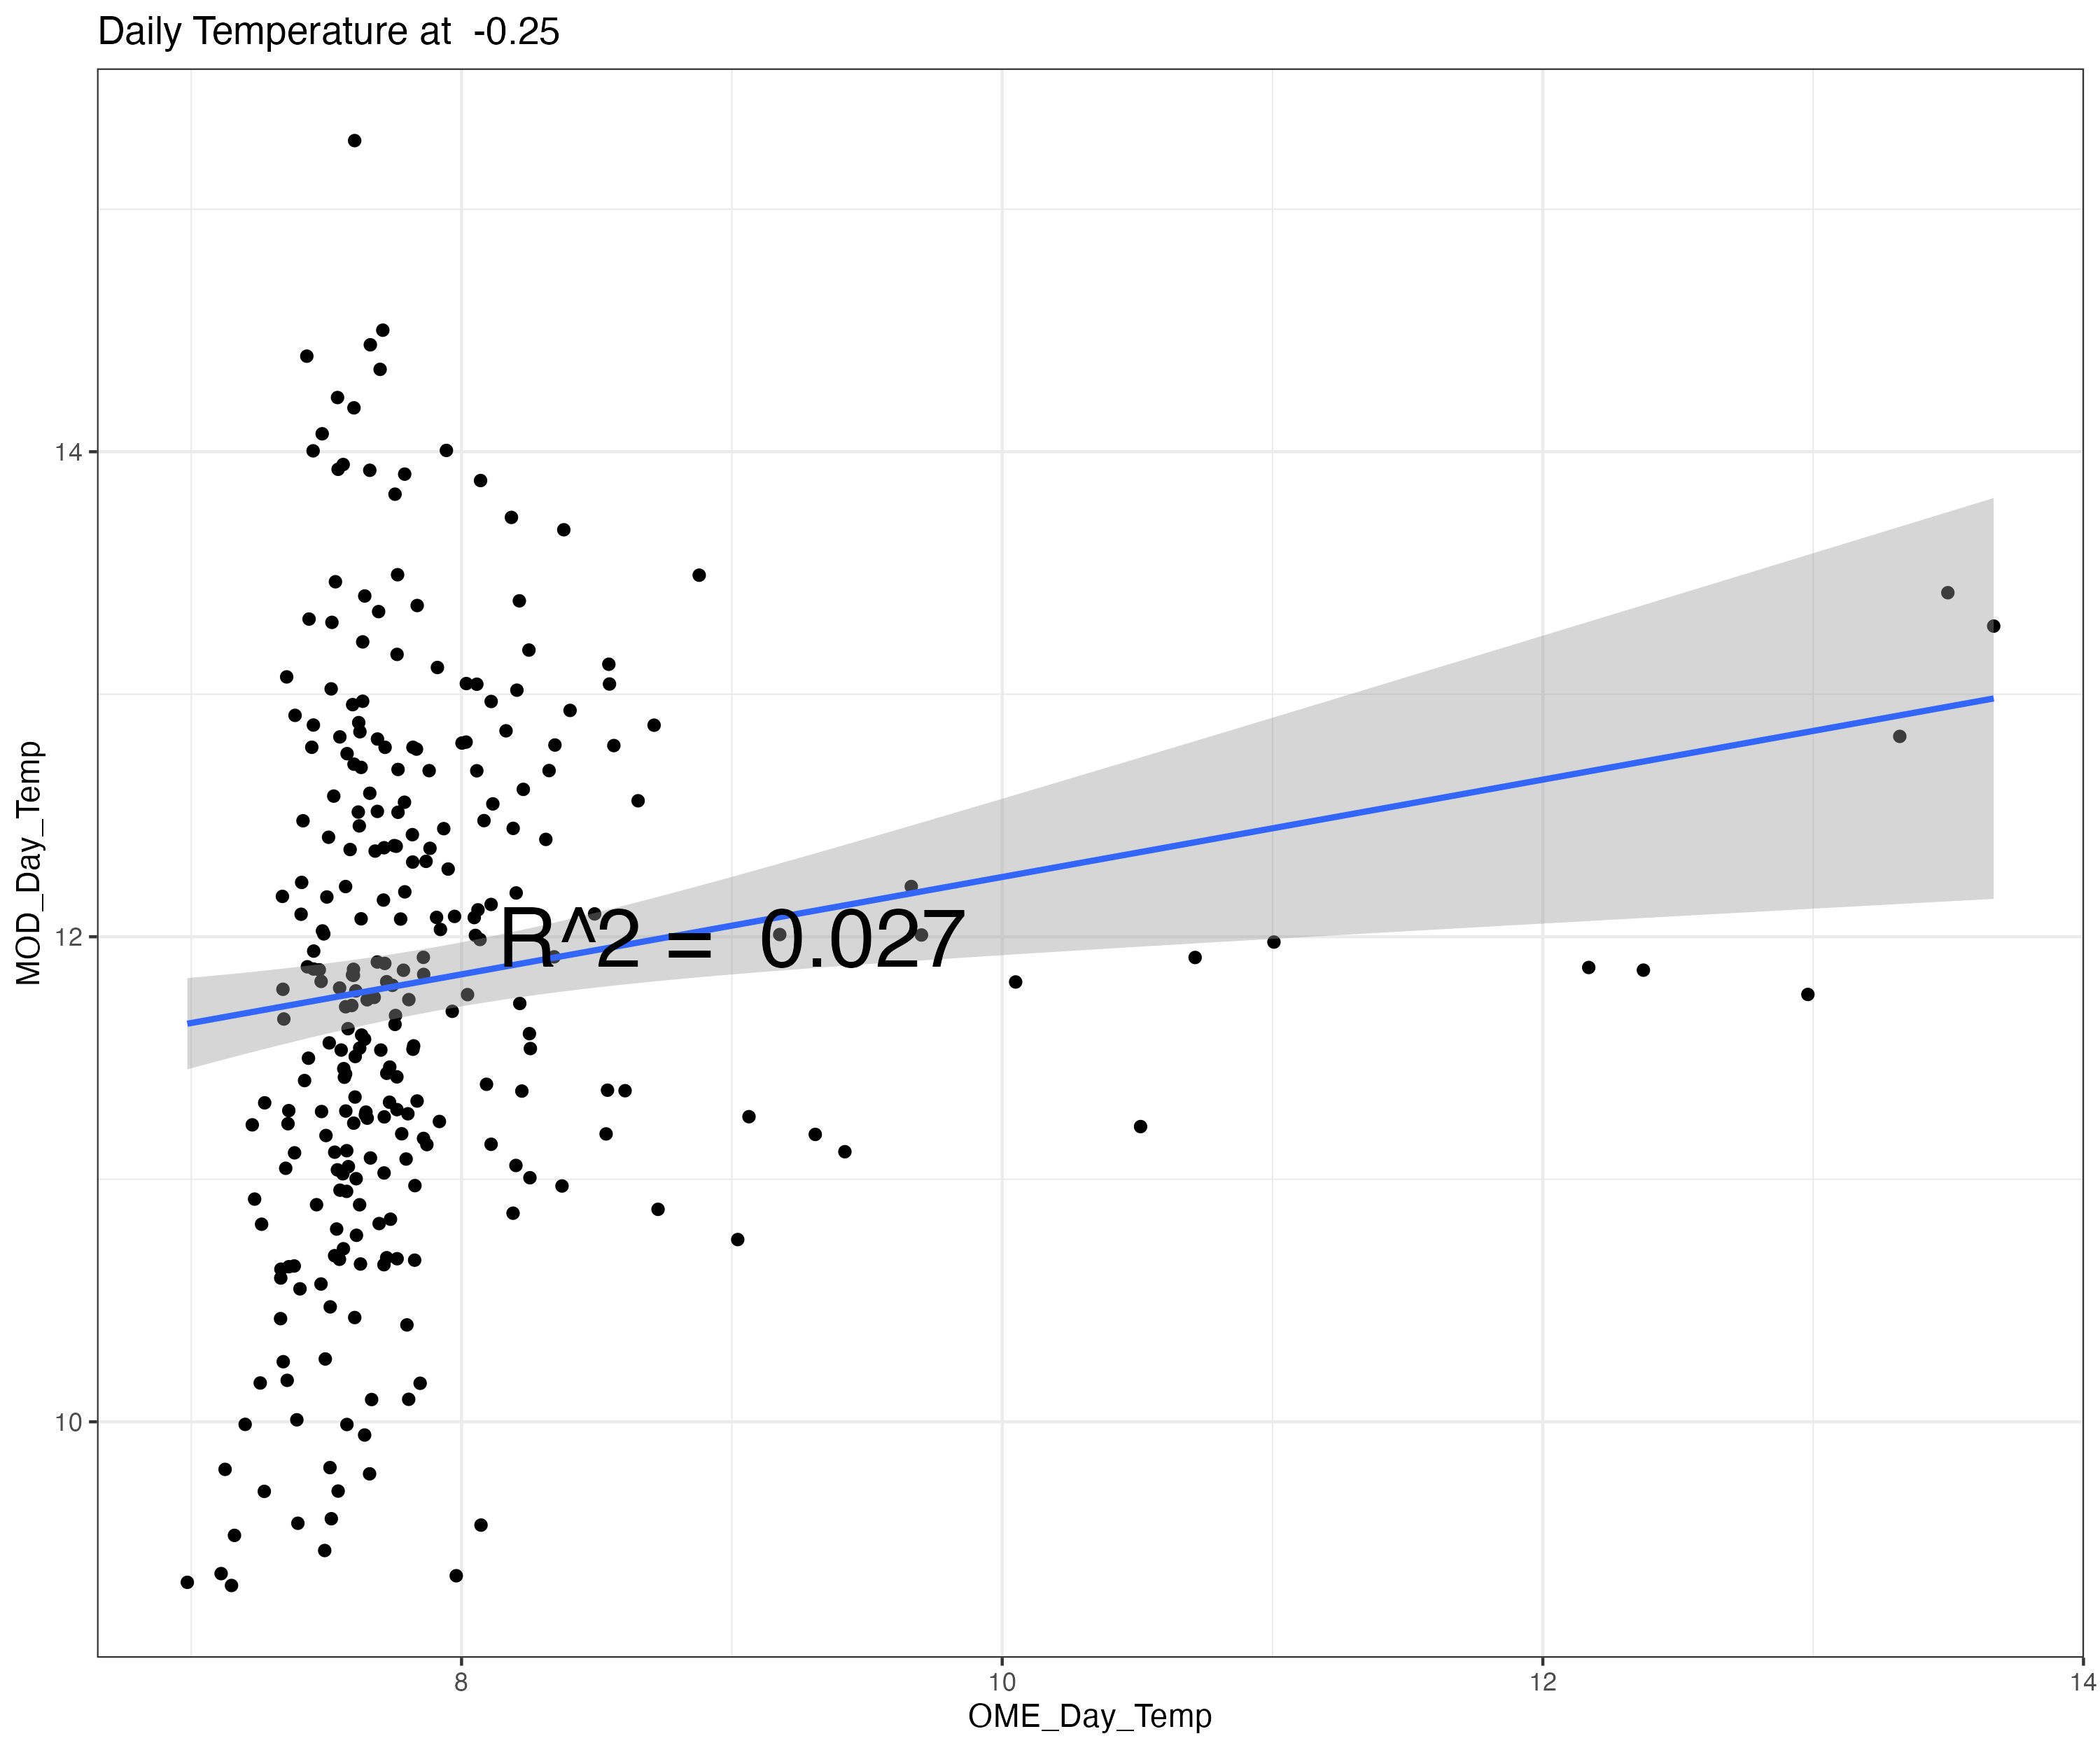 Daily Temperature at  -0.25
14
12
10
MOD_Day_Temp
R^2 =  0.027
8
10
12
14
OME_Day_Temp